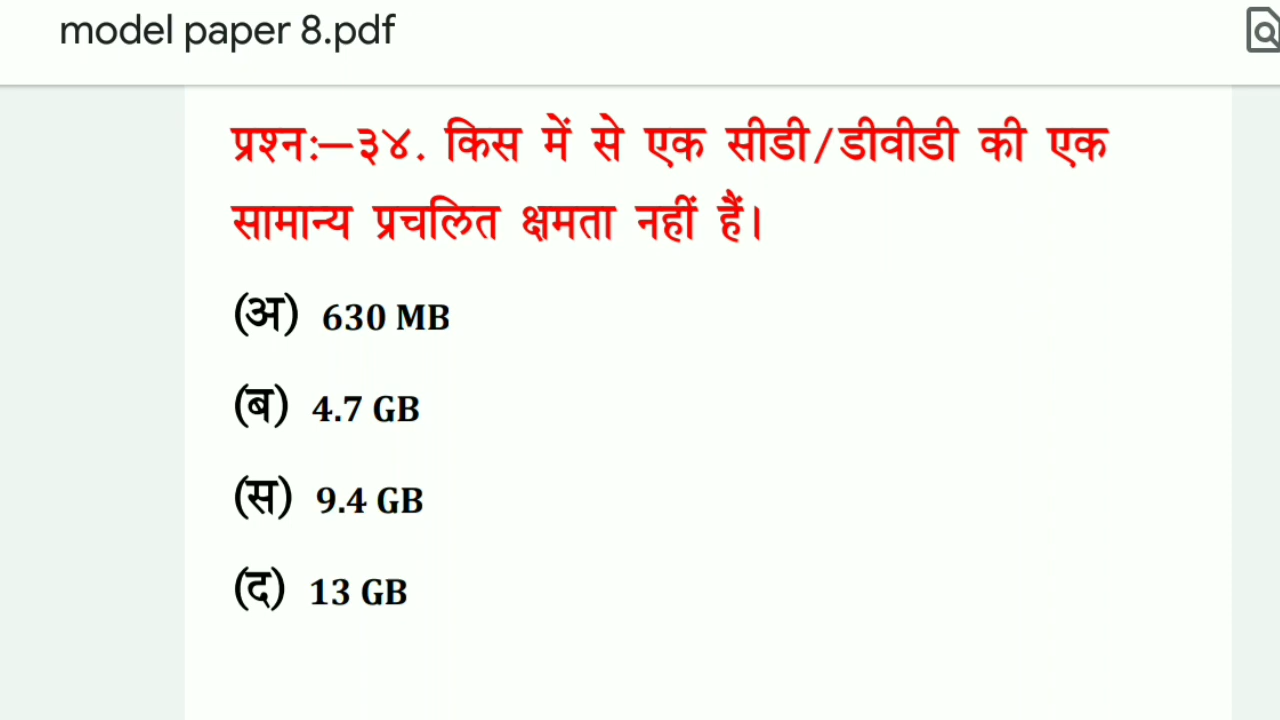 model paper 8.pdf
प्रश्न:–३४. किस में से एक सीडी/डीवीडी की एक
सामान्य प्रचलित क्षमता नहीं हैं।
(अ) 630 MB
(ब) 4.7 GB
(स) 9.4 GB
(द) 13 GB